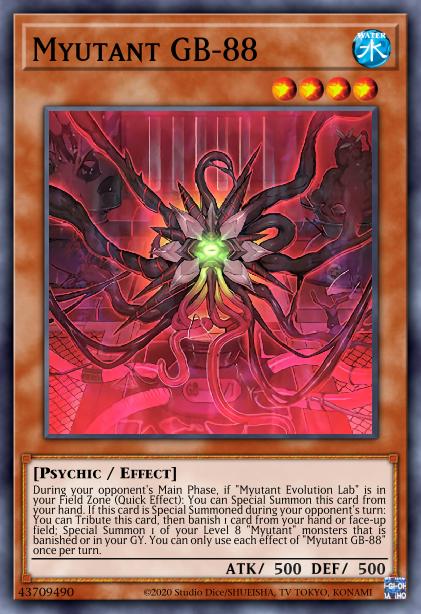 Myutant GB-88
WATER
水
[Psychic / Effect]
During your opponent's Main Phase, if "Myutant Evolution Lab" is in
your Field Zone (Quick Effect): You can Special Summon this card from
your hand. If this card is Special Summoned during your opponent's turn:
You can Tribute this card, then banish 1 card from your hand or face-up
field; Special Summon 1 of your Level 8 "Myutant" monsters that is
banished or in your GY. You can only use each effect of "Myutant GB-88"
once per turn.
ATK/ 500 DEF/ 500
43709490 ©2020 Studio Dice/SHUEISHA, TV TOKYO, KONAMI